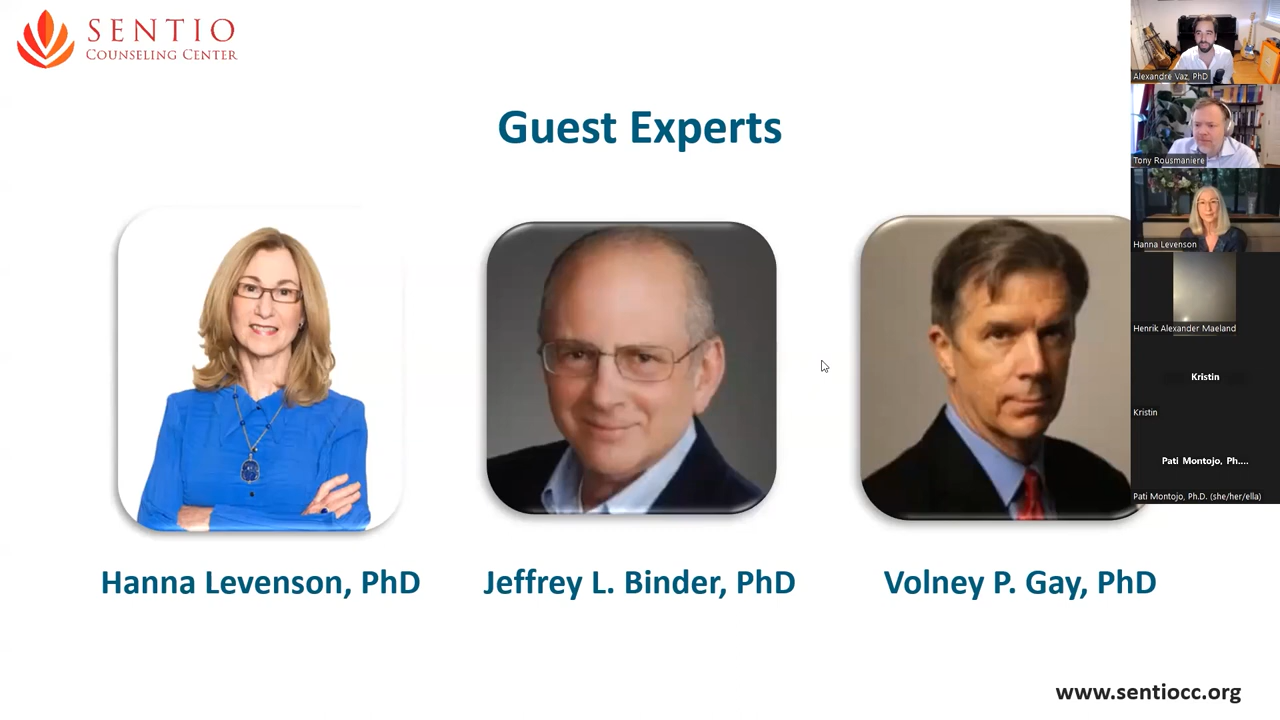 SENTIO
COUNSELING CENTER
Guest Experts
Hanna Levenson, PhD
Jeffrey L. Binder, PhD
Volney P. Gay, PhD
www.sentiocc.org
Alexandre Vaz, PhD
Tony Rousmaniere
Hanna Levenson
Henrik Alexander Maeland
Kristin
Kristin
Pati Montojo, Ph....
Pati Montojo, Ph.D. (she/her/ella)